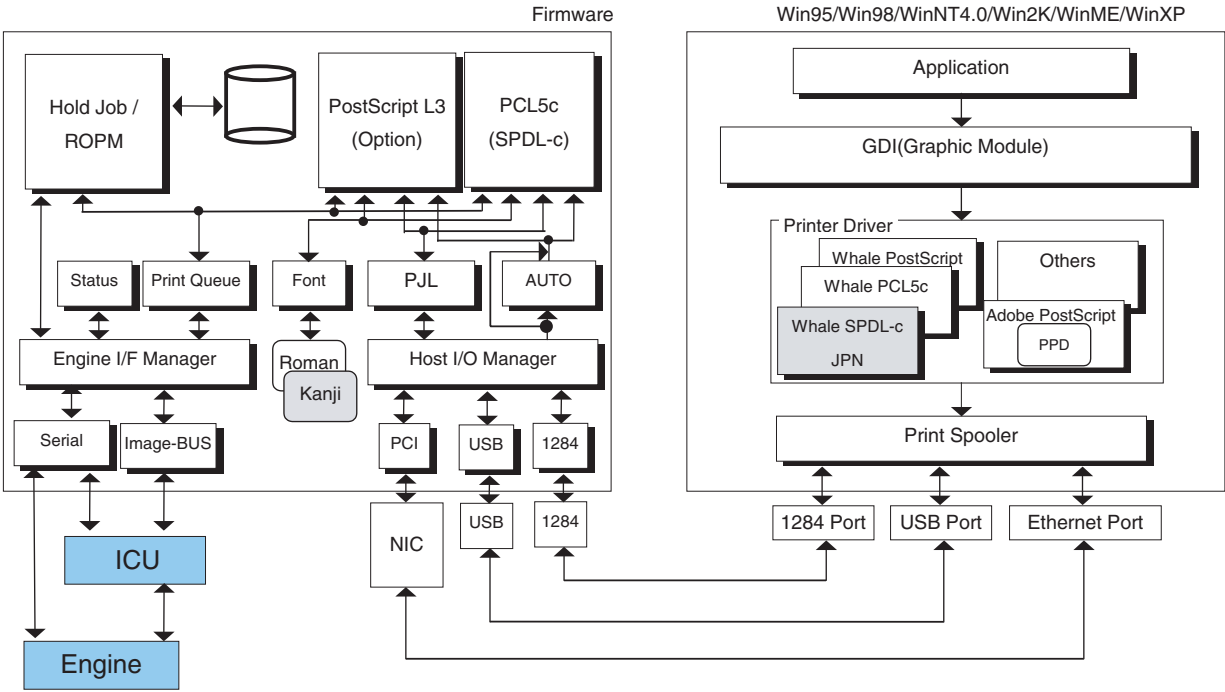 Firmware
Hold Job /
ROPM
PostScript L3
(Option)
PCL5c
(SPDL-c)
Status
Print Queue
Font
PJL
AUTO
Engine I/F Manager
Roman
Kanji
Host I/O Manager
Serial
Image-BUS
PCI
USB
1284
NIC
USB
1284
ICU
Engine
Win95/Win98/WinNT4.0/Win2K/WinME/WinXP
Application
GDI(Graphic Module)
Printer Driver
Whale PostScript
Whale PCL5c
Whale SPDL-c
JPN
Others
Adobe PostScript
PPD
Print Spooler
1284 Port
USB Port
Ethernet Port